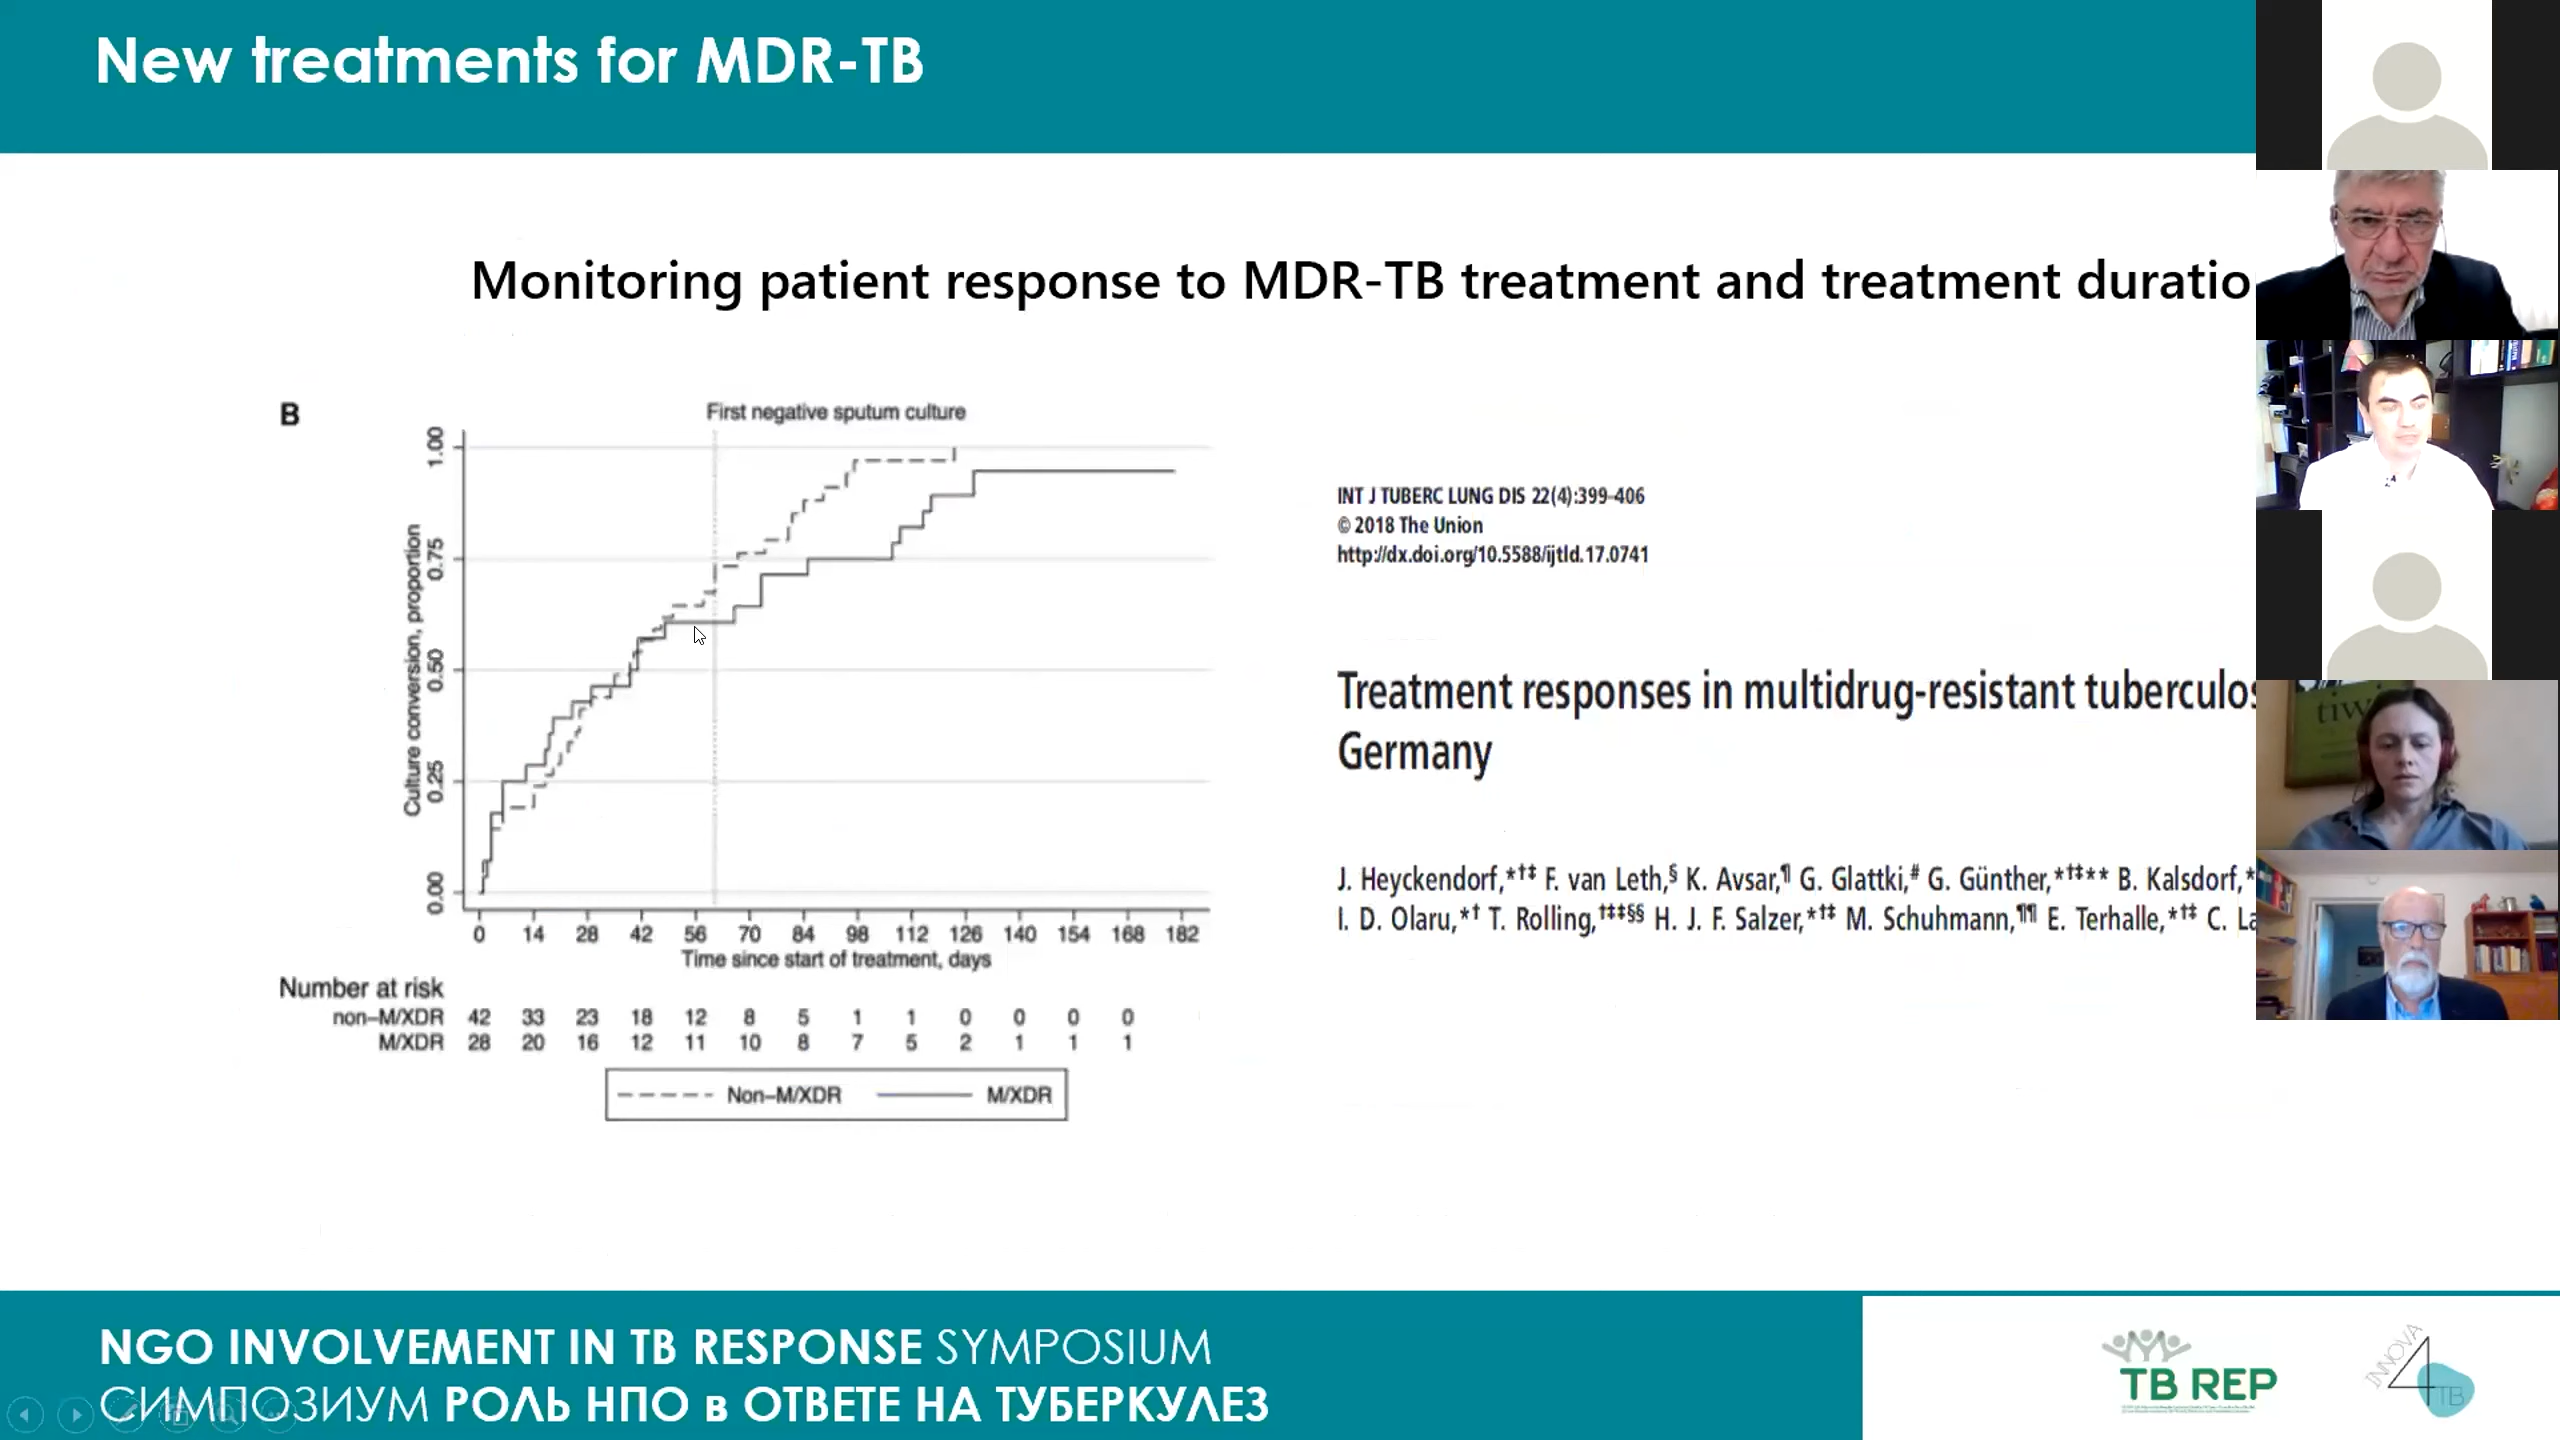 New treatments for MDR-TB
Monitoring patient response to MDR-TB treatment and treatment duratio
B
First negative sputum culture
Culture conversion, proportion
1.00
0.75
0.50
0.25
0.00
0 14 28 42 56 70 84 98 112 126 140 154 168 182
Time since start of treatment, days
Number at risk
non–M/XDR 42 33 23 18 12 8 5 1 1 0 0 0 0
M/XDR 28 20 16 12 11 10 8 7 5 2 1 1 1
Non–M/XDR M/XDR
INT J TUBERC LUNG DIS 22(4):399–406
© 2018 The Union
http://dx.doi.org/10.5588/ijtld.17.0741
Treatment responses in multidrug-resistant tuberculos
Germany
J. Heyckendorf,*†‡ F. van Leth,§ K. Avsar,¶ G. Glattki,# G. Günther,*†‡** B. Kalsdorf,*
I. D. Olaru,*† T. Rolling,†‡‡§§ H. J. F. Salzer,*†‡ M. Schuhmann,¶¶ E. Terhalle,*†‡ C. La
tiw
NGO INVOLVEMENT IN TB RESPONSE SYMPOSIUM
СИМПОЗИУМ РОЛЬ НПО в ОТВЕТЕ НА ТУБЕРКУЛЕЗ
TB REP
INNOVA
4
TB